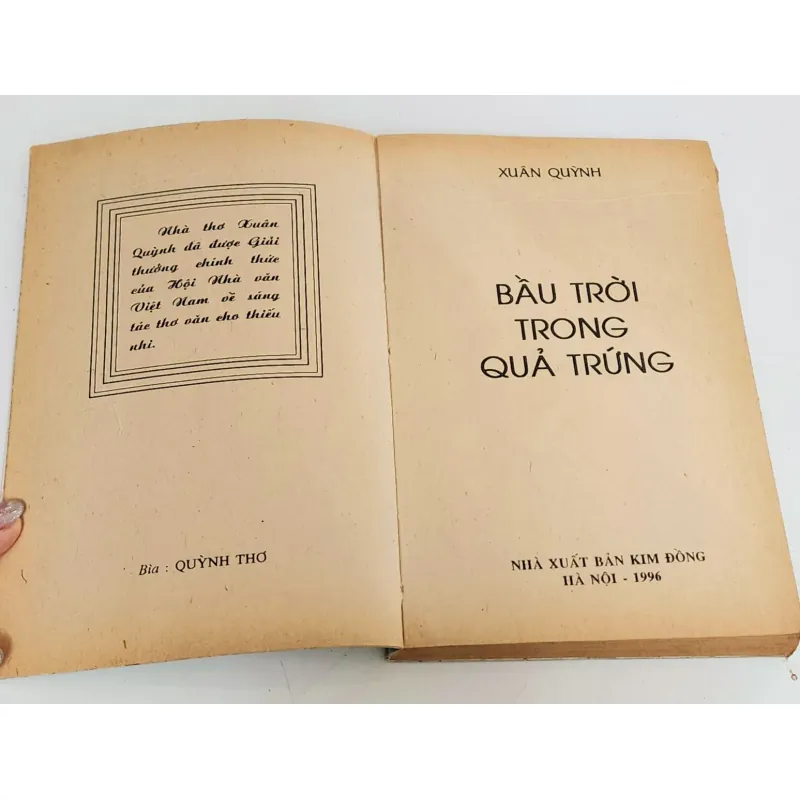 Nhà thơ Xuân
Quỳnh đã được Giải
thưởng chính thức
của Hội Nhà văn
Việt Nam về sáng
tác thơ văn cho thiếu
nhi.
Bìa : QUỲNH THƠ
XUÂN QUỲNH
BẦU TRỜI
TRONG
QUẢ TRỨNG
NHÀ XUẤT BẢN KIM ĐỒNG
HÀ NỘI - 1996